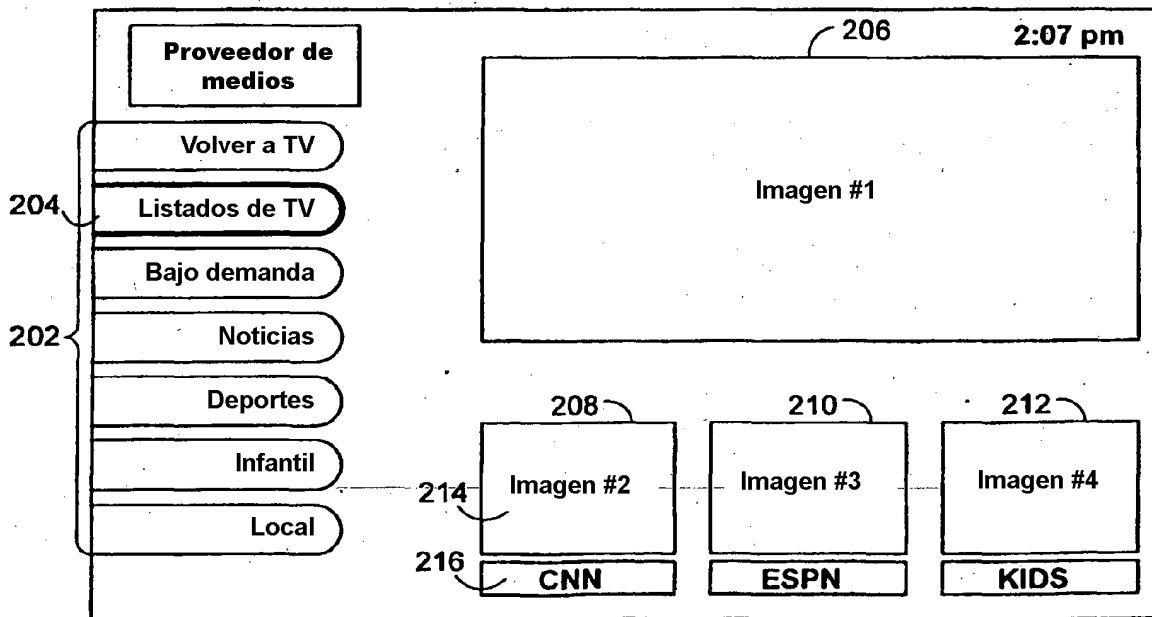 Proveedor de
medios
206
2:07 pm
Volver a TV
204
Listados de TV
Imagen #1
Bajo demanda
202
Noticias
Deportes
208
210
212
Infantil
214
Imagen #2
Imagen #3
Imagen #4
Local
216
CNN
ESPN
KIDS